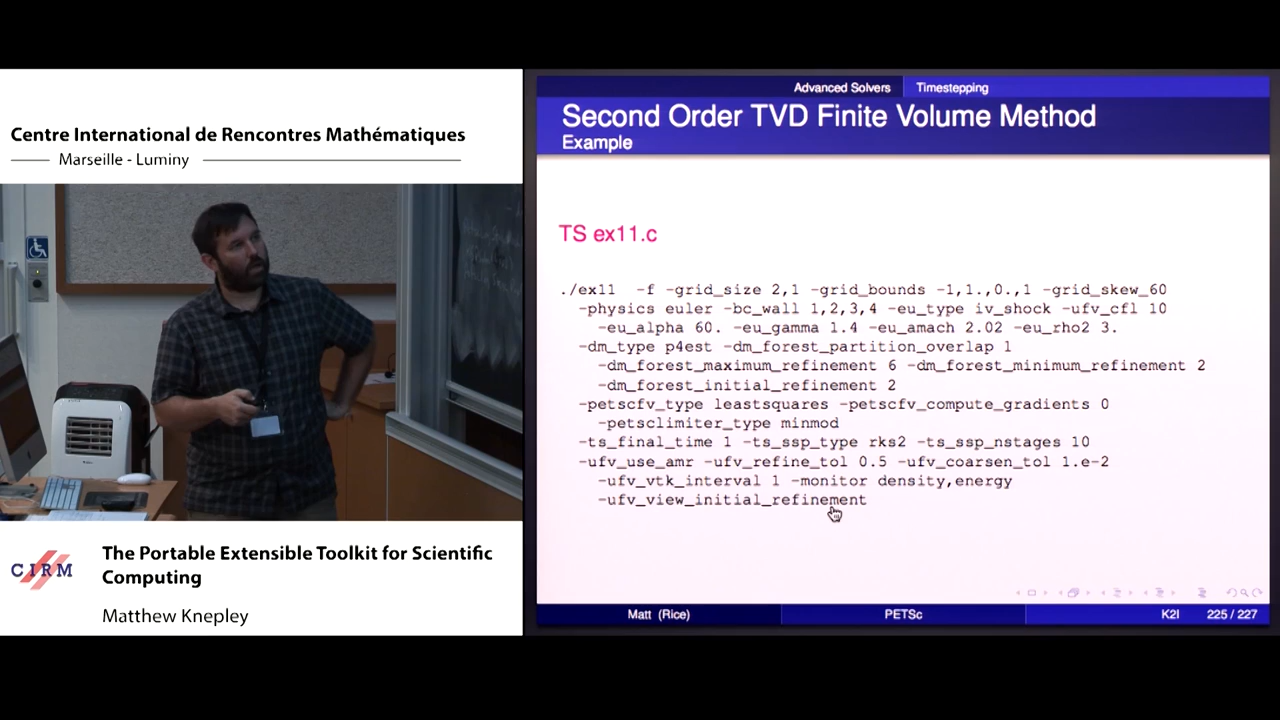 Centre International de Rencontres Mathématiques
Marseille - Luminy
CIRM
The Portable Extensible Toolkit for Scientific
Computing
Matthew Knepley
Advanced Solvers Timestepping
Second Order TVD Finite Volume Method
Example
TS ex11.c
./ex11 -f -grid_size 2,1 -grid_bounds -1,1.,0.,1 -grid_skew_60
-physics euler -bc_wall 1,2,3,4 -eu_type iv_shock -ufv_cfl 10
-eu_alpha 60. -eu_gamma 1.4 -eu_amach 2.02 -eu_rho2 3.
-dm_type p4est -dm_forest_partition_overlap 1
-dm_forest_maximum_refinement 6 -dm_forest_minimum_refinement 2
-dm_forest_initial_refinement 2
-petscfv_type leastsquares -petscfv_compute_gradients 0
-petsclimiter_type minmod
-ts_final_time 1 -ts_ssp_type rks2 -ts_ssp_nstages 10
-ufv_use_amr -ufv_refine_tol 0.5 -ufv_coarsen_tol 1.e-2
-ufv_vtk_interval 1 -monitor density,energy
-ufv_view_initial_refinement
Matt (Rice) PETSc K2I 225 / 227